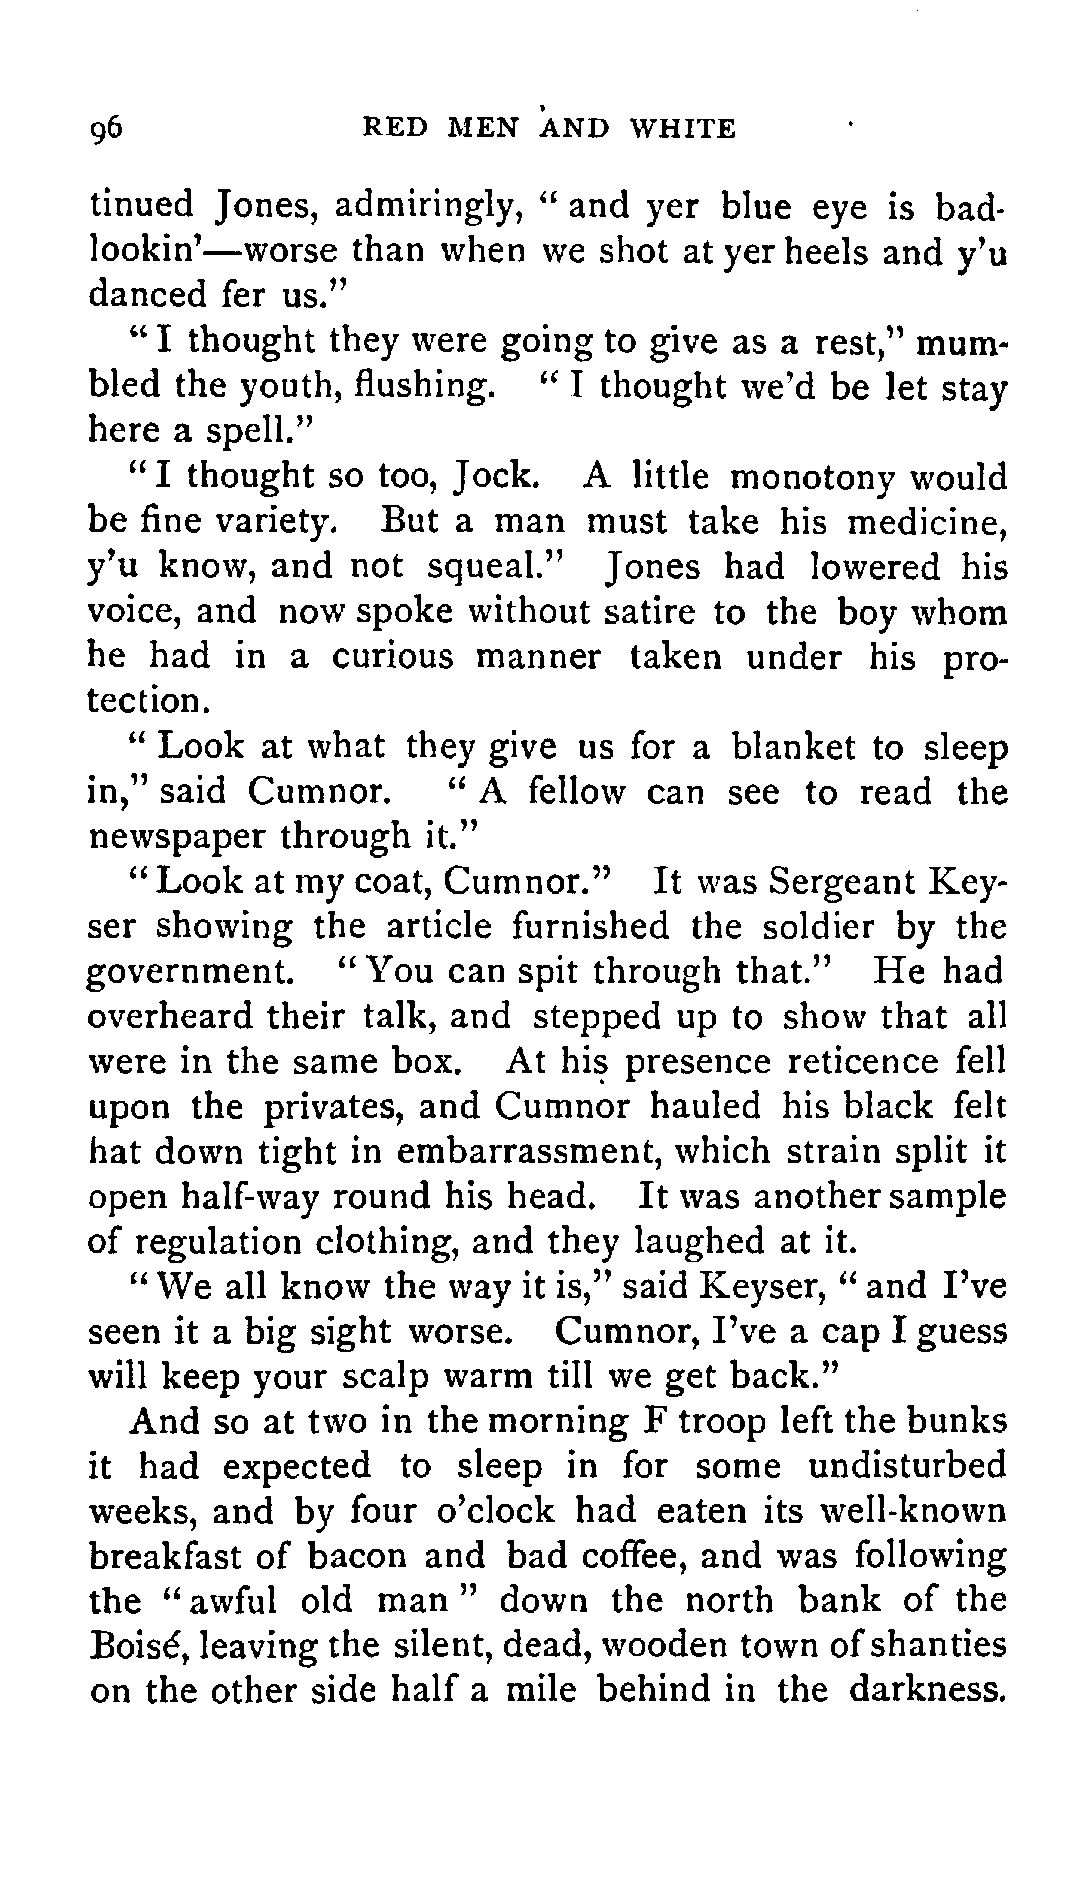 96 RED MEN AND WHITE
tinued Jones, admiringly, “ and yer blue eye is bad-
lookin’—worse than when we shot at yer heels and y’u
danced fer us.”
“ I thought they were going to give as a rest,” mum-
bled the youth, flushing. “ I thought we’d be let stay
here a spell.”
“ I thought so too, Jock. A little monotony would
be fine variety. But a man must take his medicine,
y’u know, and not squeal.” Jones had lowered his
voice, and now spoke without satire to the boy whom
he had in a curious manner taken under his pro-
tection.
“ Look at what they give us for a blanket to sleep
in,” said Cumnor. “ A fellow can see to read the
newspaper through it.”
“ Look at my coat, Cumnor.” It was Sergeant Key-
ser showing the article furnished the soldier by the
government. “ You can spit through that.” He had
overheard their talk, and stepped up to show that all
were in the same box. At his presence reticence fell
upon the privates, and Cumnor hauled his black felt
hat down tight in embarrassment, which strain split it
open half-way round his head. It was another sample
of regulation clothing, and they laughed at it.
“ We all know the way it is,” said Keyser, “ and I’ve
seen it a big sight worse. Cumnor, I’ve a cap I guess
will keep your scalp warm till we get back.”
And so at two in the morning F troop left the bunks
it had expected to sleep in for some undisturbed
weeks, and by four o’clock had eaten its well-known
breakfast of bacon and bad coffee, and was following
the “ awful old man ” down the north bank of the
Boisé, leaving the silent, dead, wooden town of shanties
on the other side half a mile behind in the darkness.